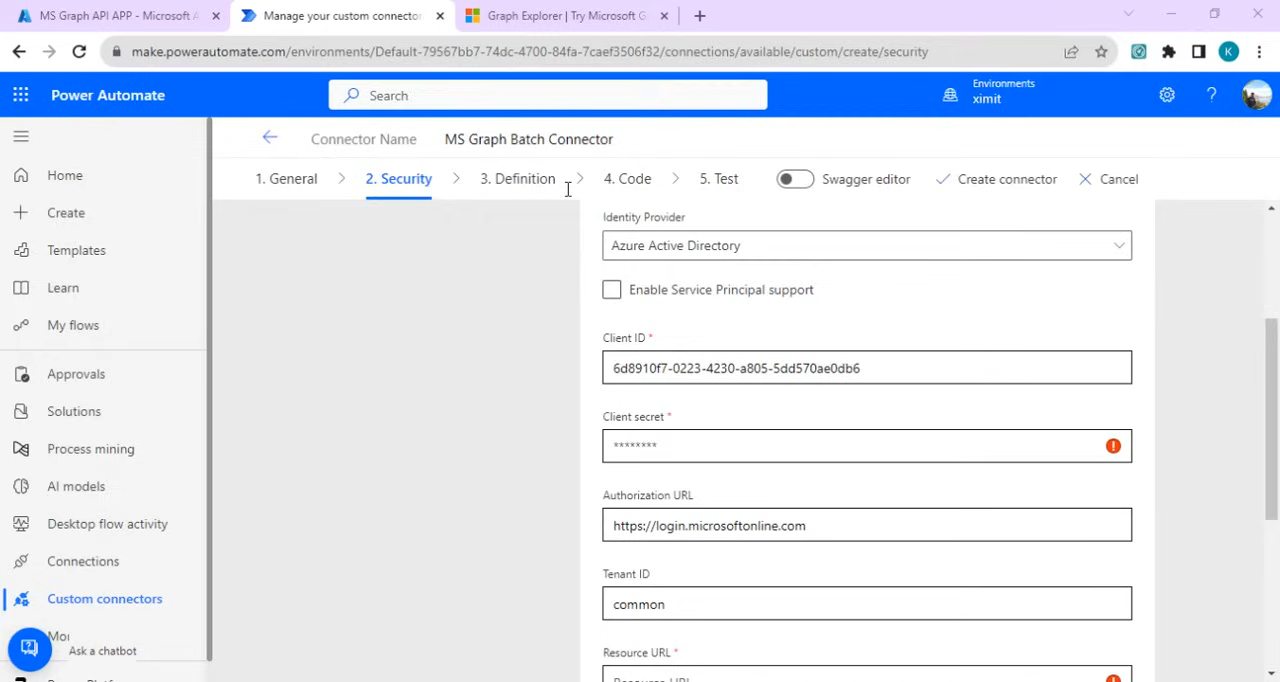 MS Graph API APP - Microsoft A
Manage your custom connector
Graph Explorer | Try Microsoft G
make.powerautomate.com/environments/Default-79567bb7-74dc-4700-84fa-7caef3506f32/connections/available/custom/create/security
K
Power Automate
Search
Environments
ximit
?
Connector Name MS Graph Batch Connector
1. General
2. Security
3. Definition
4. Code
5. Test
Swagger editor
Create connector
Cancel
Home
Create
Templates
Learn
My flows
Approvals
Solutions
Process mining
AI models
Desktop flow activity
Connections
Custom connectors
Ask a chatbot
Identity Provider
Azure Active Directory
Enable Service Principal support
Client ID *
6d8910f7-0223-4230-a805-5dd570ae0db6
Client secret *
********
Authorization URL
https://login.microsoftonline.com
Tenant ID
common
Resource URL *
Resource URL